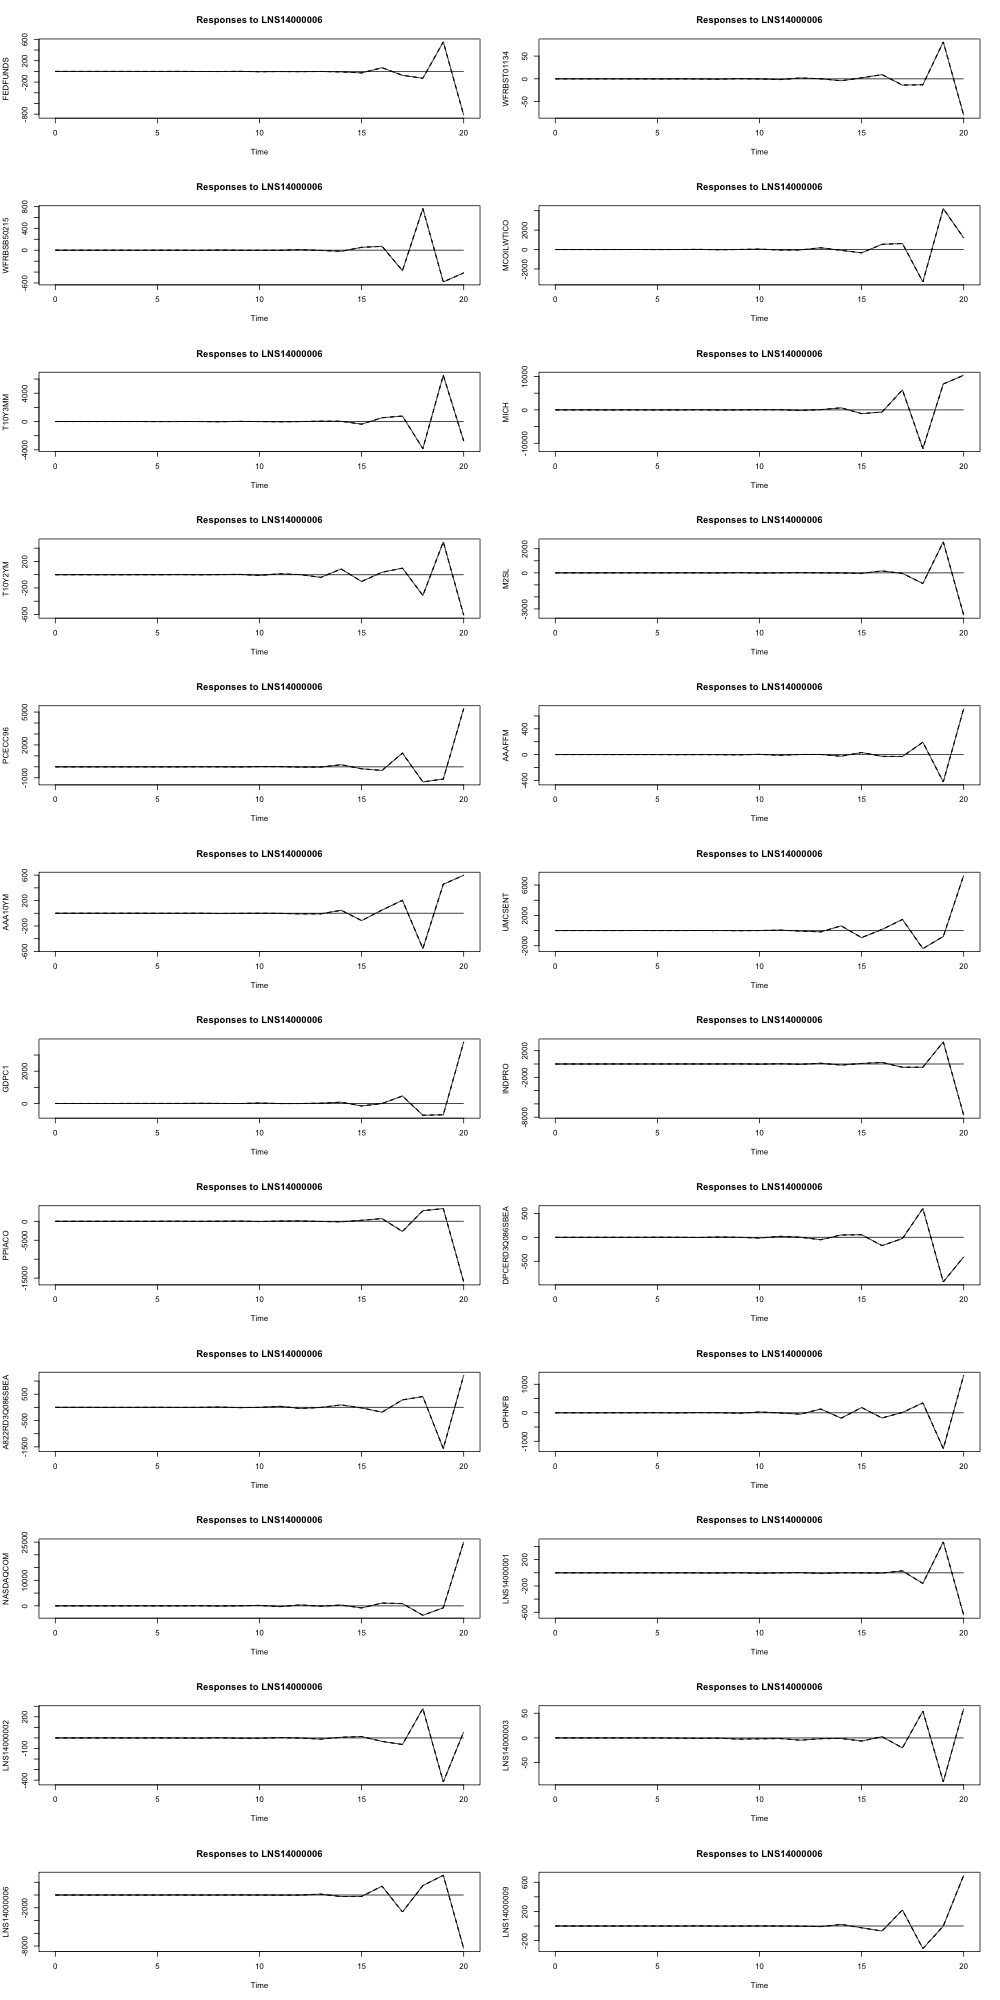 Responses to LNS14000006
FEDFUNDS
600
200
-200
-800
0 5 10 15 20
Time
Responses to LNS14000006
WFRBST01134
50
0
-50
0 5 10 15 20
Time
Responses to LNS14000006
WFRBSB50215
800
400
0
-600
0 5 10 15 20
Time
Responses to LNS14000006
MCOILWTICO
2000
0
-2000
0 5 10 15 20
Time
Responses to LNS14000006
T10Y3MM
4000
0
-4000
0 5 10 15 20
Time
Responses to LNS14000006
MICH
10000
0
-10000
0 5 10 15 20
Time
Responses to LNS14000006
T10Y2YM
200
-200
-600
0 5 10 15 20
Time
Responses to LNS14000006
M2SL
2000
0
-3000
0 5 10 15 20
Time
Responses to LNS14000006
PCECC96
5000
2000
-1000
0 5 10 15 20
Time
Responses to LNS14000006
AAAFFM
400
0
-400
0 5 10 15 20
Time
Responses to LNS14000006
AAA10YM
600
200
-200
-600
0 5 10 15 20
Time
Responses to LNS14000006
UMCSENT
6000
2000
-2000
0 5 10 15 20
Time
Responses to LNS14000006
GDPC1
2000
0
0 5 10 15 20
Time
Responses to LNS14000006
INDPRO
2000
-2000
-8000
0 5 10 15 20
Time
Responses to LNS14000006
PPIACO
0
-5000
-15000
0 5 10 15 20
Time
Responses to LNS14000006
DPCERD3Q086SBEA
500
0
-500
0 5 10 15 20
Time
Responses to LNS14000006
A822RD3Q086SBEA
500
-500
-1500
0 5 10 15 20
Time
Responses to LNS14000006
OPHNFB
1000
0
-1000
0 5 10 15 20
Time
Responses to LNS14000006
NASDAQCOM
25000
10000
0
0 5 10 15 20
Time
Responses to LNS14000006
LNS14000001
200
-200
-600
0 5 10 15 20
Time
Responses to LNS14000006
LNS14000002
200
-100
-400
0 5 10 15 20
Time
Responses to LNS14000006
LNS14000003
50
0
-50
0 5 10 15 20
Time
Responses to LNS14000006
LNS14000006
-2000
-8000
0 5 10 15 20
Time
Responses to LNS14000006
LNS14000009
600
200
-200
0 5 10 15 20
Time